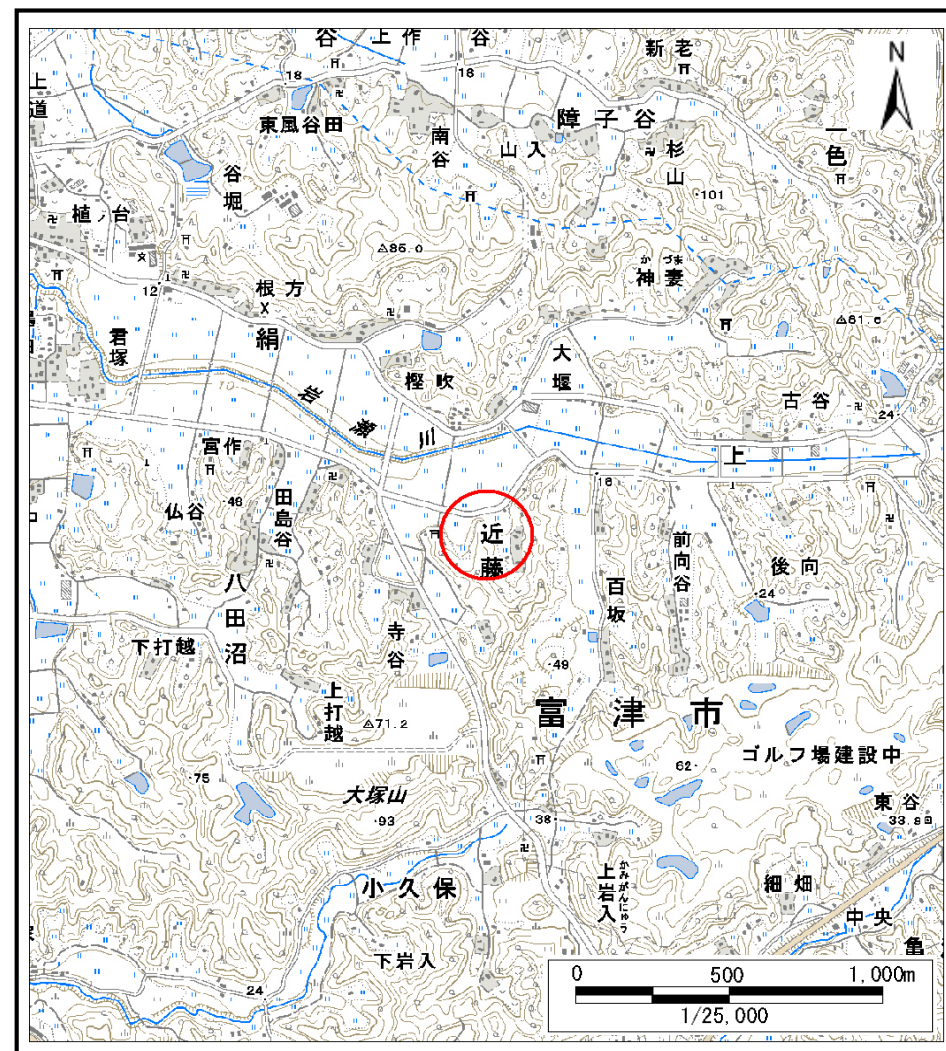 谷
上作
谷
新老
N
上
道
18
18
障子谷
東風谷田
南谷
山入
杉山
一色
谷堀
101
植ノ台
86.0
かづま
神妻
12
根方
絹
81.6
君塚
大堰
樫吹
古谷
24
岩瀬川
上
宮作
16
仏谷
48
田島谷
近藤
前向谷
後向
八田沼
百坂
24
下打越
寺谷
49
上打越
富津市
71.2
ゴルフ場建設中
75
62
大塚山
東谷
93
38
33.8
小久保
上岩入
かみがんにゅう
細畑
中央
下岩入
亀
24
0 500 1,000m
1/25,000